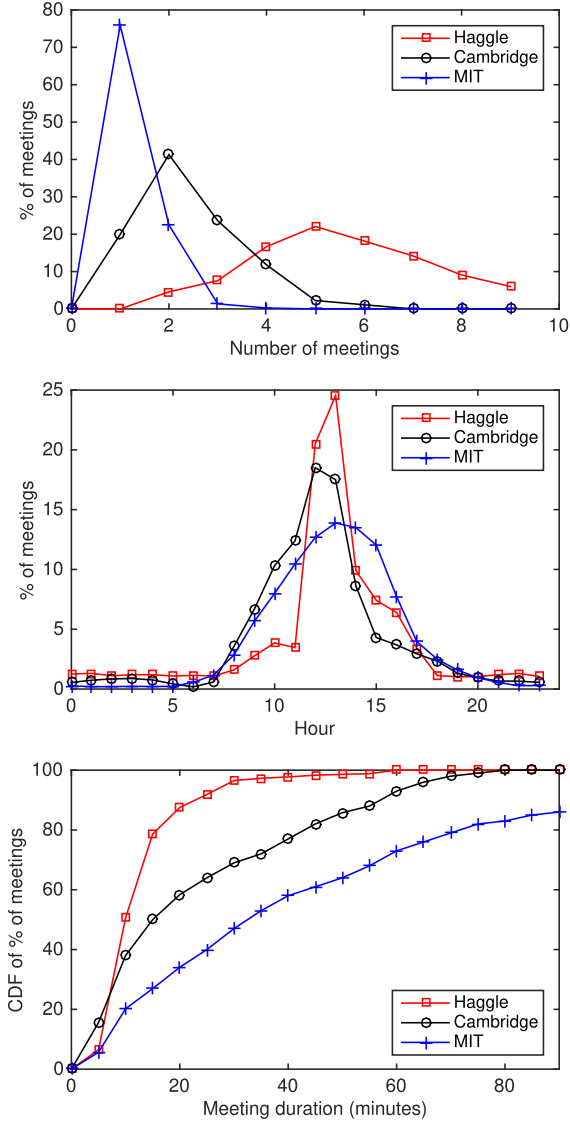 80
70
60
50
40
30
20
10
0
% of meetings
Haggle
Cambridge
MIT
0 2 4 6 8 10
Number of meetings
25
20
15
10
5
0
% of meetings
Haggle
Cambridge
MIT
0 5 10 15 20
Hour
100
80
60
40
20
0
CDF of % of meetings
Haggle
Cambridge
MIT
0 20 40 60 80
Meeting duration (minutes)